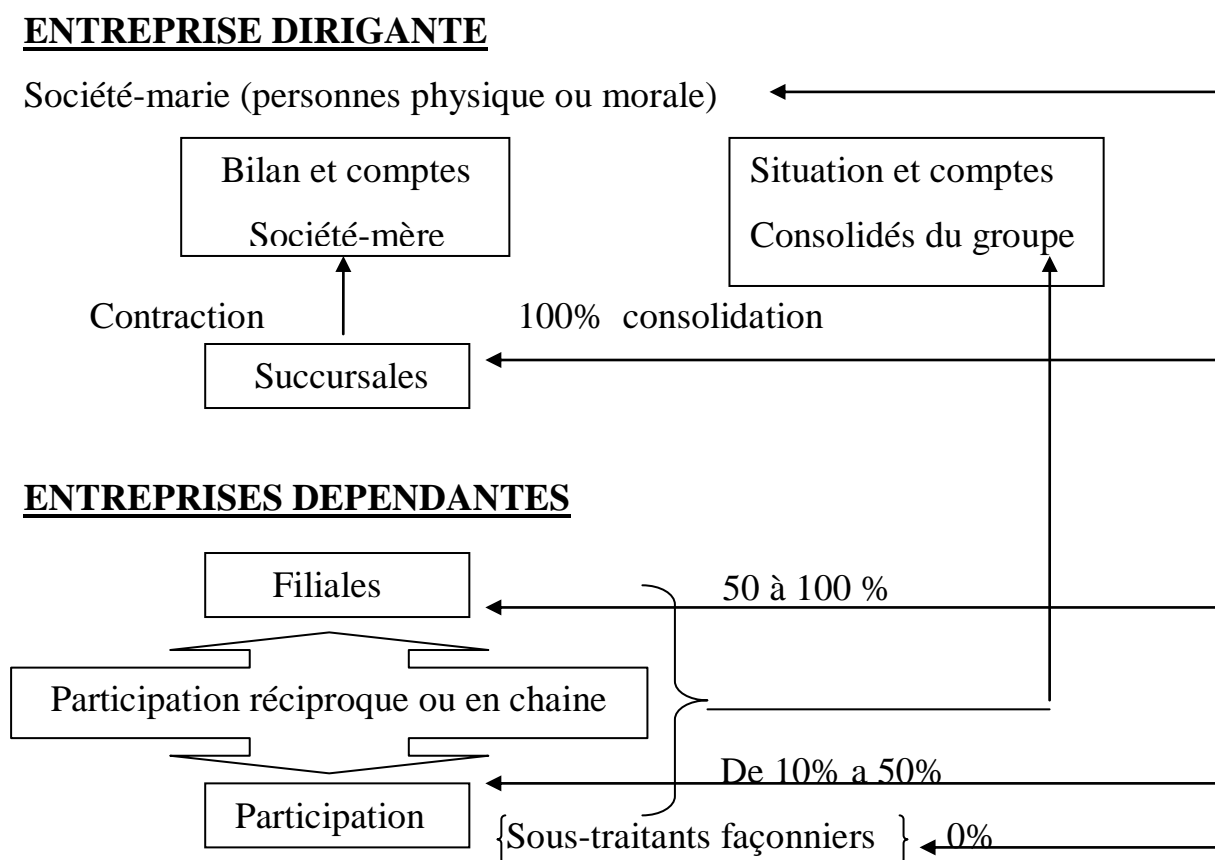 ENTREPRISE DIRIGANTE
Société-marie (personnes physique ou morale)
Bilan et comptes
Société-mère
Situation et comptes
Consolidés du groupe
Contraction
100% consolidation
Succursales
ENTREPRISES DEPENDANTES
Filiales
50 à 100 %
Participation réciproque ou en chaine
De 10% a 50%
Participation
{Sous-traitants façonniers } 0%